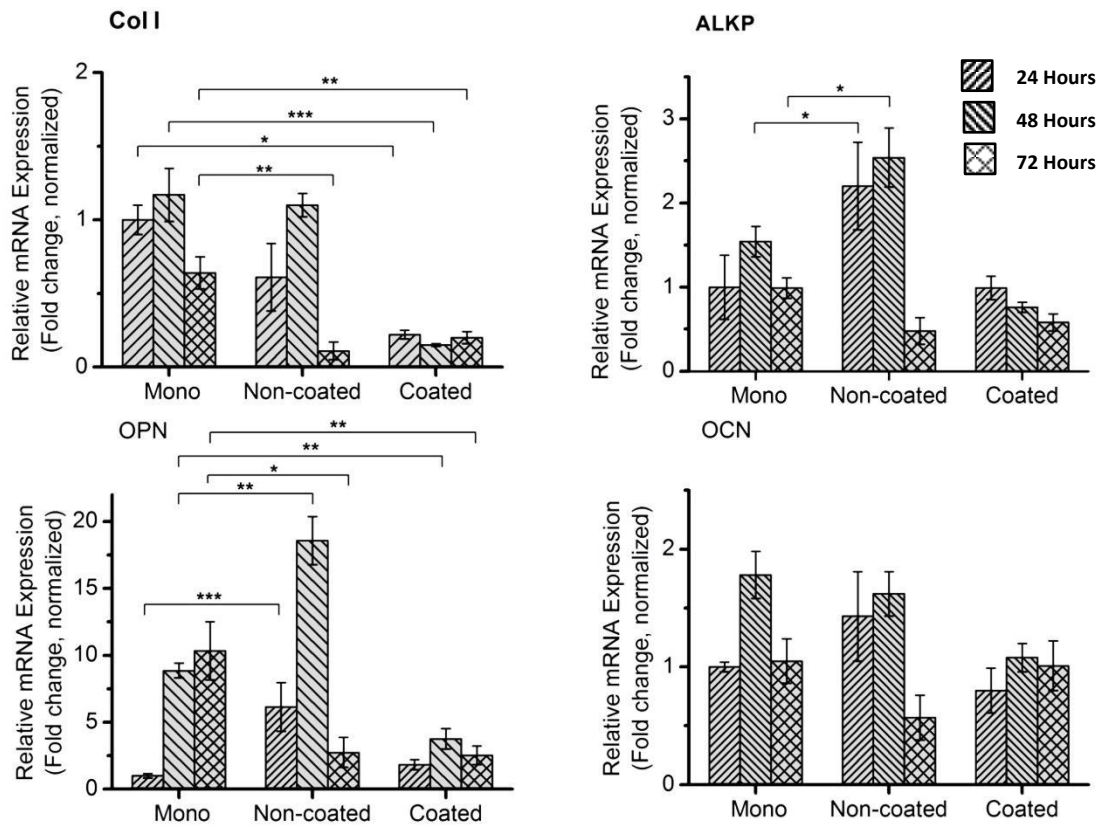 Col I
Relative mRNA Expression
(Fold change, normalized)
2
1
0
**
***
*
**
Mono Non-coated Coated
ALKP
Relative mRNA Expression
(Fold change, normalized)
3
2
1
0
*
*
24 Hours
48 Hours
72 Hours
Mono Non-coated Coated
OPN
Relative mRNA Expression
(Fold change, normalized)
20
15
10
5
0
**
**
*
**
***
Mono Non-coated Coated
OCN
Relative mRNA Expression
(Fold change, normalized)
2
1
0
Mono Non-coated Coated